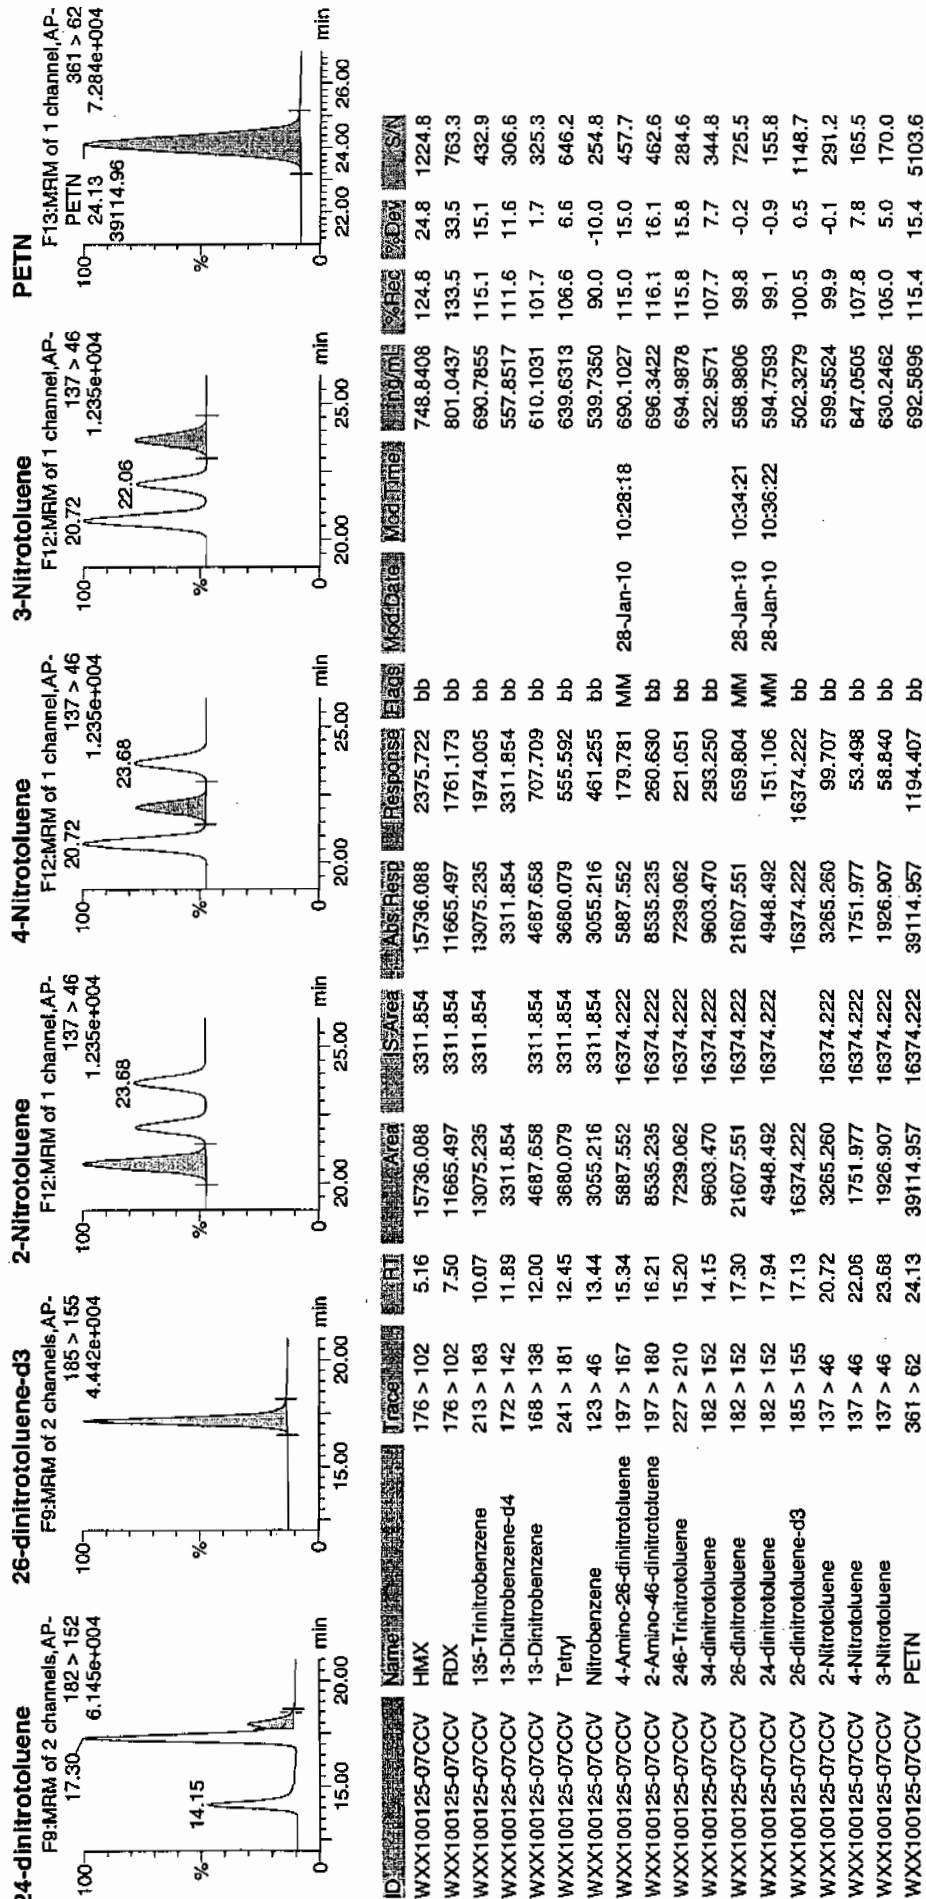 24-dinitrotoluene
F9:MRM of 2 channels,AP-
182 > 152
6.145e+004
17.30
14.15
100
%
0
15.00
20.00
min
26-dinitrotoluene-d3
F9:MRM of 2 channels,AP-
185 > 155
4.442e+004
100
%
0
15.00
20.00
min
2-Nitrotoluene
F12:MRM of 1 channel,AP-
137 > 46
1.235e+004
23.68
100
%
0
20.00
25.00
min
4-Nitrotoluene
F12:MRM of 1 channel,AP-
20.72
137 > 46
1.235e+004
23.68
100
%
0
20.00
25.00
min
3-Nitrotoluene
F12:MRM of 1 channel,AP-
20.72
137 > 46
1.235e+004
22.06
100
%
0
20.00
25.00
min
PETN
F13:MRM of 1 channel,AP-
PETN
24.13
39114.96
361 > 62
7.284e+004
100
%
0
22.00
24.00
26.00
min
ID Name Trace RT Area IS Area Abs.Resp Response Flags Mod.Date Mod.Time ng/ml %Rec %Dev S/N
WXX100125-07CCV HMX 176 > 102 5.16 15736.088 3311.854 15736.088 2375.722 bb 748.8408 124.8 24.8 1224.8
WXX100125-07CCV RDX 176 > 102 7.50 11665.497 3311.854 11665.497 1761.173 bb 801.0437 133.5 33.5 763.3
WXX100125-07CCV 135-Trinitrobenzene 213 > 183 10.07 13075.235 3311.854 13075.235 1974.005 bb 690.7855 115.1 15.1 432.9
WXX100125-07CCV 13-Dinitrobenzene-d4 172 > 142 11.89 3311.854 3311.854 3311.854 bb 557.8517 111.6 11.6 306.6
WXX100125-07CCV 13-Dinitrobenzene 168 > 138 12.00 4687.658 3311.854 4687.658 707.709 bb 610.1031 101.7 1.7 325.3
WXX100125-07CCV Tetryl 241 > 181 12.45 3680.079 3311.854 3680.079 555.592 bb 639.6313 106.6 6.6 646.2
WXX100125-07CCV Nitrobenzene 123 > 46 13.44 3055.216 3311.854 3055.216 461.255 bb 539.7350 90.0 -10.0 254.8
WXX100125-07CCV 4-Amino-26-dinitrotoluene 197 > 167 15.34 5887.552 16374.222 5887.552 179.781 MM 28-Jan-10 10:28:18 690.1027 115.0 15.0 457.7
WXX100125-07CCV 2-Amino-46-dinitrotoluene 197 > 180 16.21 8535.235 16374.222 8535.235 260.630 bb 696.3422 116.1 16.1 462.6
WXX100125-07CCV 246-Trinitrotoluene 227 > 210 15.20 7239.062 16374.222 7239.062 221.051 bb 694.9878 115.8 15.8 284.6
WXX100125-07CCV 34-dinitrotoluene 182 > 152 14.15 9603.470 16374.222 9603.470 293.250 bb 322.9571 107.7 7.7 344.8
WXX100125-07CCV 26-dinitrotoluene 182 > 152 17.30 21607.551 16374.222 21607.551 659.804 MM 28-Jan-10 10:34:21 598.9806 99.8 -0.2 725.5
WXX100125-07CCV 24-dinitrotoluene 182 > 152 17.94 4948.492 16374.222 4948.492 151.106 MM 28-Jan-10 10:36:22 594.7593 99.1 -0.9 155.8
WXX100125-07CCV 26-dinitrotoluene-d3 185 > 155 17.13 16374.222 16374.222 16374.222 bb 502.3279 100.5 0.5 1148.7
WXX100125-07CCV 2-Nitrotoluene 137 > 46 20.72 3265.260 16374.222 3265.260 99.707 bb 599.5524 99.9 -0.1 291.2
WXX100125-07CCV 4-Nitrotoluene 137 > 46 22.06 1751.977 16374.222 1751.977 53.498 bb 647.0505 107.8 7.8 165.5
WXX100125-07CCV 3-Nitrotoluene 137 > 46 23.68 1926.907 16374.222 1926.907 58.840 bb 630.2462 105.0 5.0 170.0
WXX100125-07CCV PETN 361 > 62 24.13 39114.957 16374.222 39114.957 1194.407 bb 692.5896 115.4 15.4 5103.6